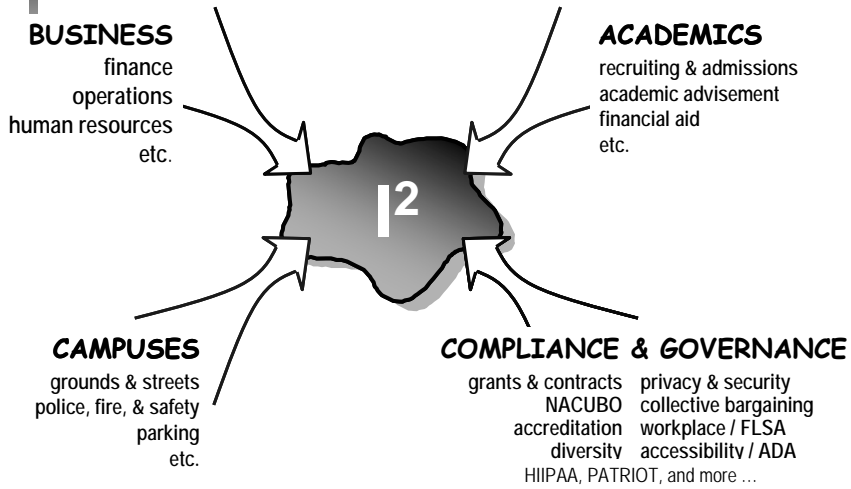 BUSINESS
finance
operations
human resources
etc.
ACADEMICS
recruiting & admissions
academic advisement
financial aid
etc.
I²
CAMPUSES
grounds & streets
police, fire, & safety
parking
etc.
COMPLIANCE & GOVERNANCE
grants & contracts privacy & security
NACUBO collective bargaining
accreditation workplace / FLSA
diversity accessibility / ADA
HIIPAA, PATRIOT, and more …